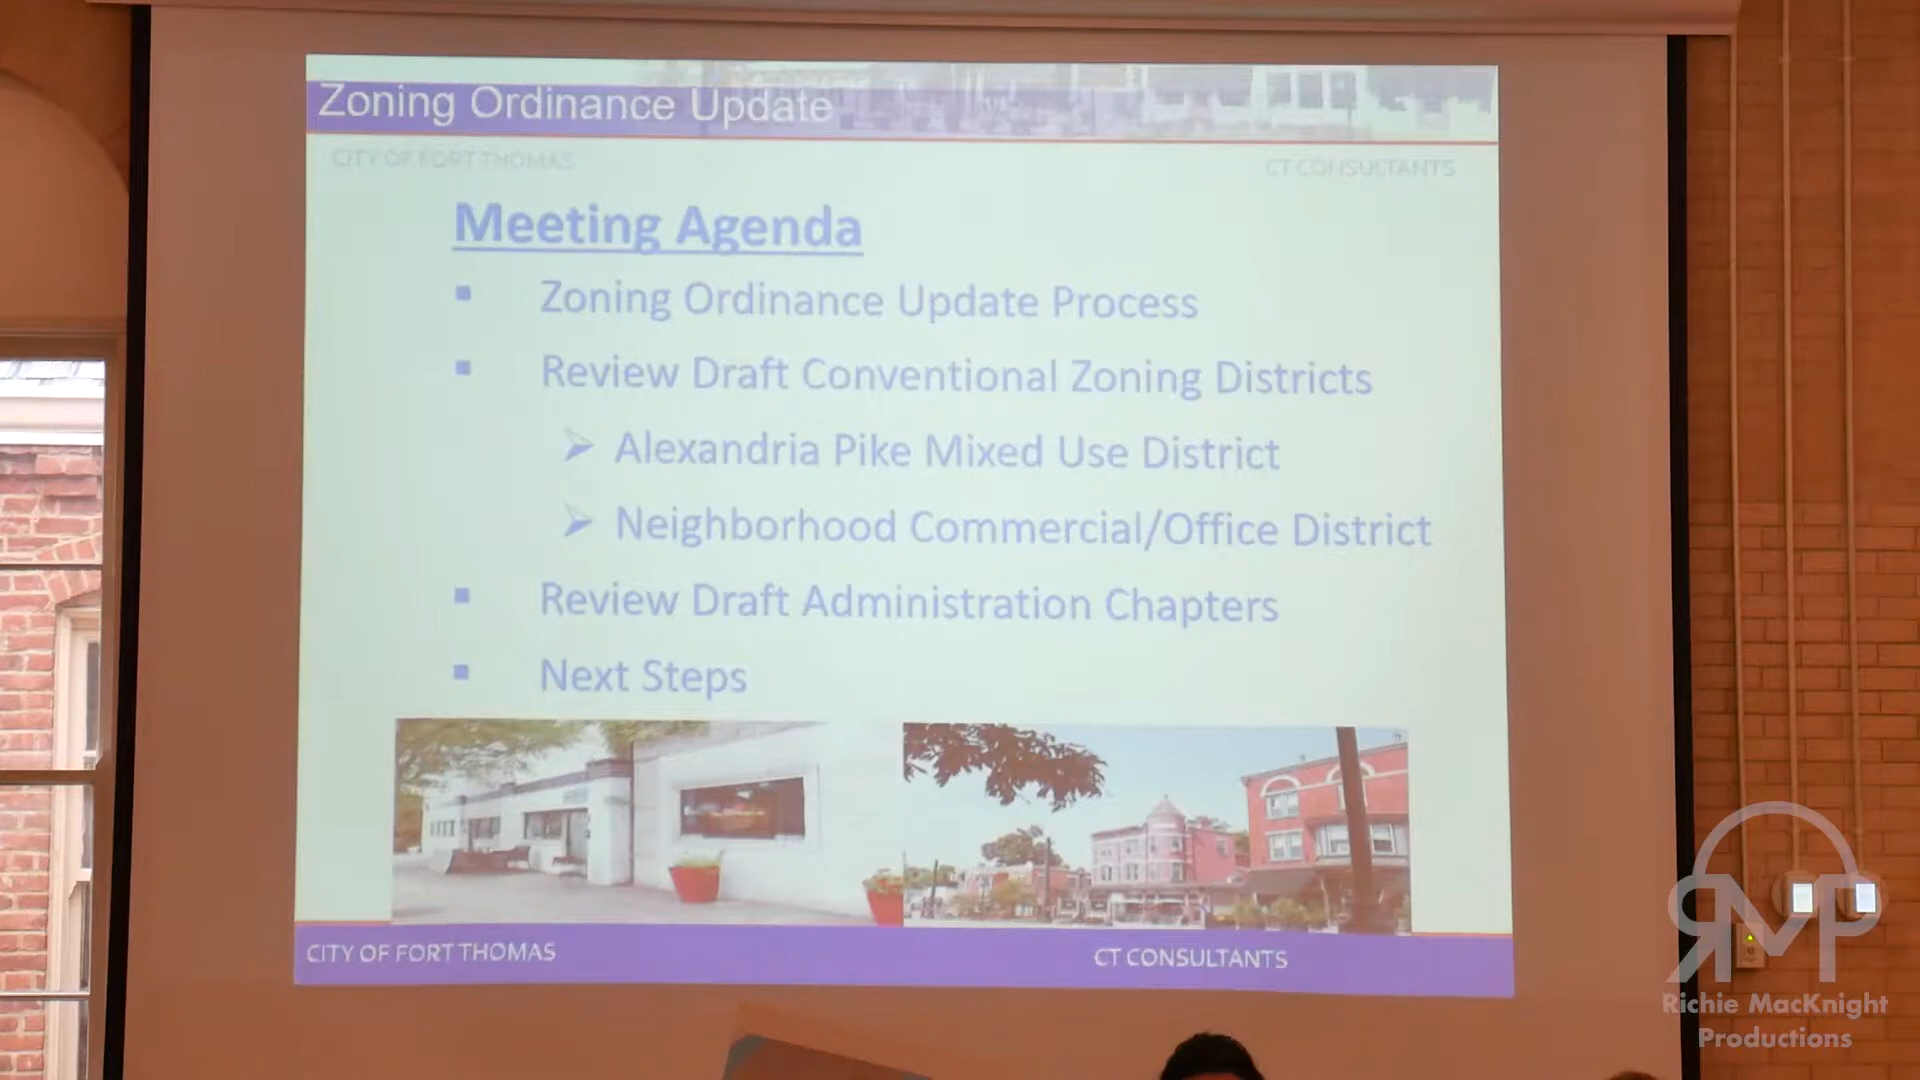 Zoning Ordinance Update
CITY OF FORT THOMAS
CT CONSULTANTS
Meeting Agenda
Zoning Ordinance Update Process
Review Draft Conventional Zoning Districts
Alexandria Pike Mixed Use District
Neighborhood Commercial/Office District
Review Draft Administration Chapters
Next Steps
CITY OF FORT THOMAS
CT CONSULTANTS
RMP
Richie MacKnight
Productions